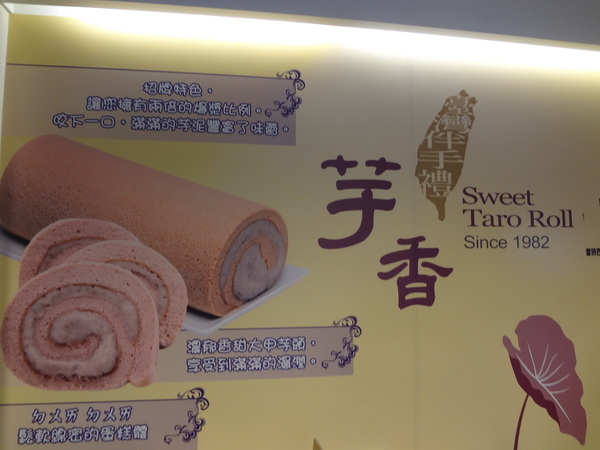 招牌特色，
讓您擁有兩倍的爆漿比例。
咬下一口，滿滿的芋泥豐富了味蕾。
臺灣伴手禮
芋香
Sweet
Taro Roll
Since 1982
濃郁香甜大甲芋頭，
享受到滿滿的濕潤。
ㄉㄨㄞ ㄉㄨㄞ
鬆軟綿密的蛋糕體